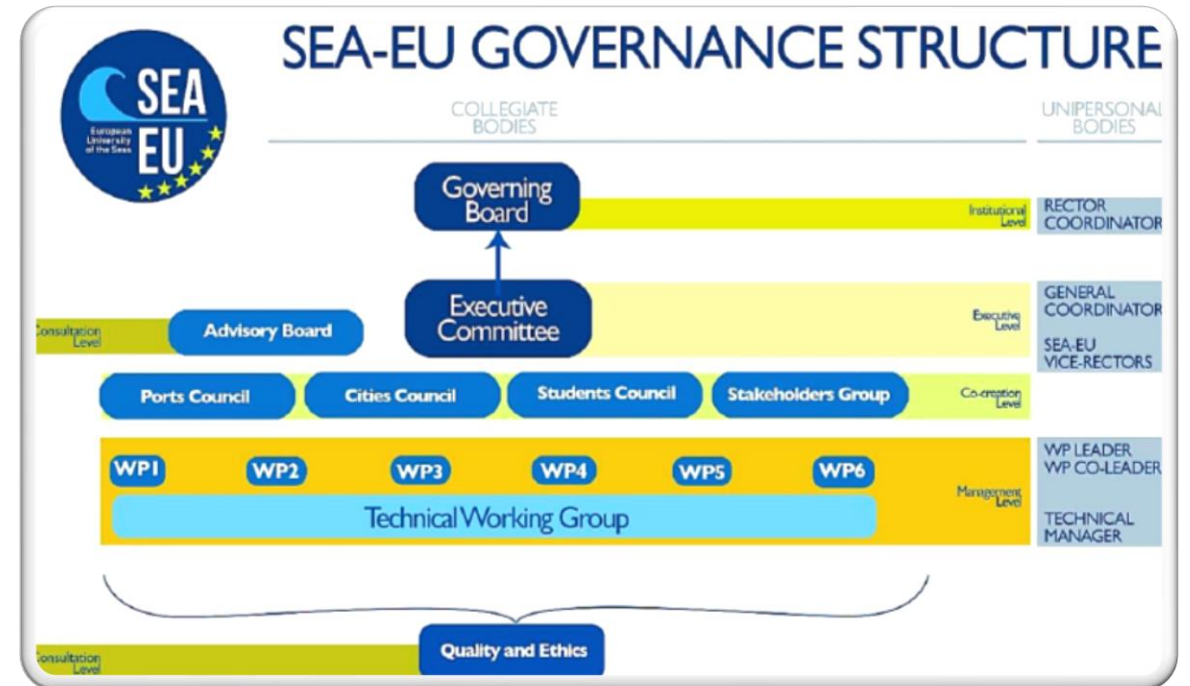 SEA-EU GOVERNANCE STRUCTURE
SEA
EU
European
University
of the Seas
COLLEGIATE
BODIES
UNIPERSONAL
BODIES
Governing
Board
Institutional
Level
RECTOR
COORDINATOR
Executive
Committee
Executive
Level
GENERAL
COORDINATOR
SEA-EU
VICE-RECTORS
Consultation
Level
Advisory Board
Ports Council
Cities Council
Students Council
Stakeholders Group
Co-creation
Level
WP1
WP2
WP3
WP4
WP5
WP6
Technical Working Group
Management
Level
WP LEADER
WP CO-LEADER
TECHNICAL
MANAGER
Quality and Ethics
Consultation
Level